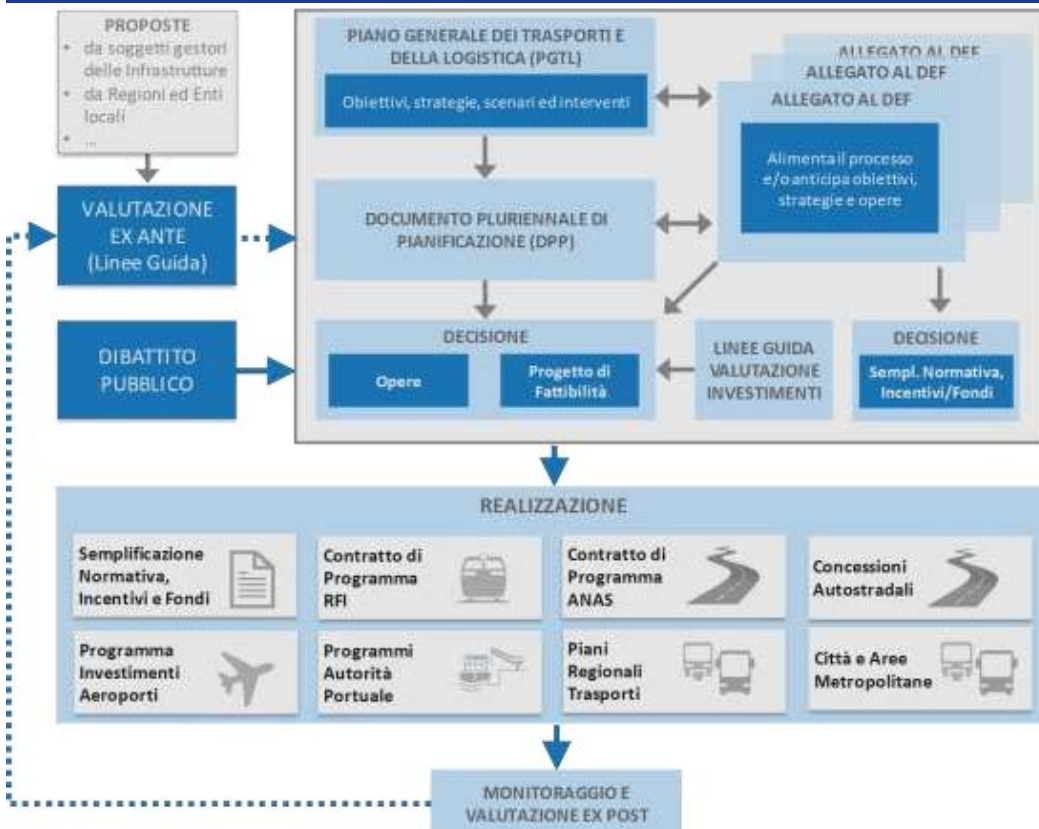 PROPOSTE
• da soggetti gestori
delle Infrastrutture
• da Regioni ed Enti
locali
• ...
VALUTAZIONE
EX ANTE
(Linee Guida)
DIBATTITO
PUBBLICO
PIANO GENERALE DEI TRASPORTI E
DELLA LOGISTICA (PGTL)
Obiettivi, strategie, scenari ed interventi
ALLEGATO AL DEF
ALLEGATO AL DEF
ALLEGATO AL DEF
Alimenta il processo
e/o anticipa obiettivi,
strategie e opere
DOCUMENTO PLURIENNALE DI
PIANIFICAZIONE (DPP)
DECISIONE
Opere
Progetto di
Fattibilità
LINEE GUIDA
VALUTAZIONE
INVESTIMENTI
DECISIONE
Sempl. Normativa,
Incentivi/Fondi
REALIZZAZIONE
Semplificazione
Normativa,
Incentivi e Fondi
Contratto di
Programma
RFI
Contratto di
Programma
ANAS
Concessioni
Autostradali
Programma
Investimenti
Aeroporti
Programmi
Autorità
Portuale
Piani
Regionali
Trasporti
Città e Aree
Metropolitane
MONITORAGGIO E
VALUTAZIONE EX POST